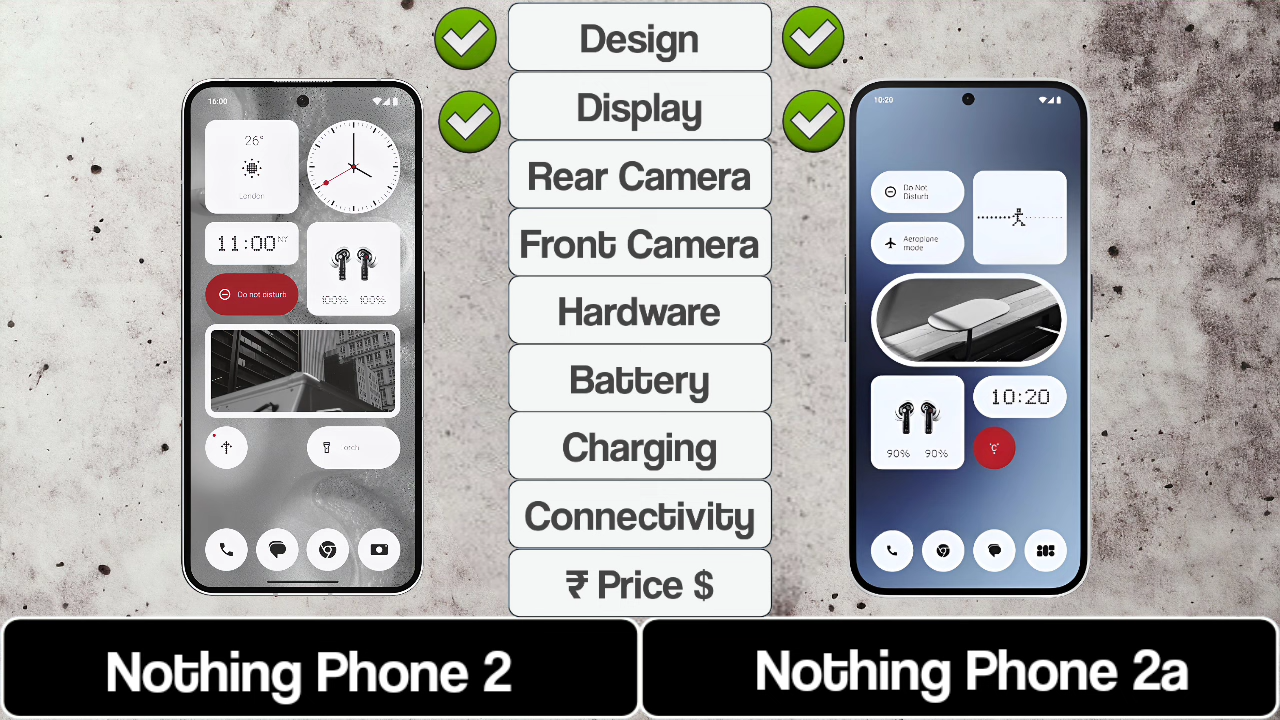 Design
Display
Rear Camera
Front Camera
Hardware
Battery
Charging
Connectivity
₹ Price $
16:00
26°
London
11:00 NY
100% 100%
Do not disturb
10:20
Do Not
Disturb
Aeroplane
mode
90% 90%
10:20
Nothing Phone 2
Nothing Phone 2a